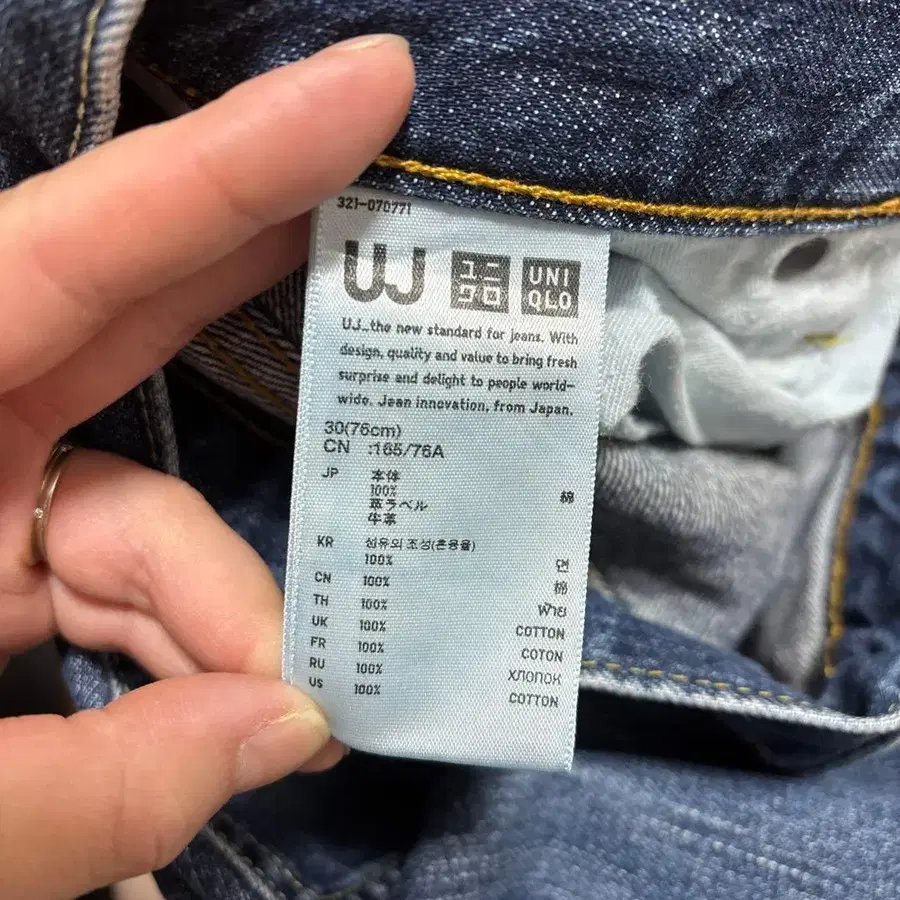 321-070771
UJ ユニクロ UNIQLO
UJ...the new standard for jeans. With
design, quality and value to bring fresh
surprise and delight to people world-
wide. Jean innovation, from Japan.
30(76cm)
CN :165/76A
JP 本体
100% 綿
革ラベル
牛革
KR 섬유의 조성(혼용율)
100% 면
CN 100% 棉
TH 100% ฝ้าย
UK 100% COTTON
FR 100% COTON
RU 100% ХЛОПОК
US 100% COTTON